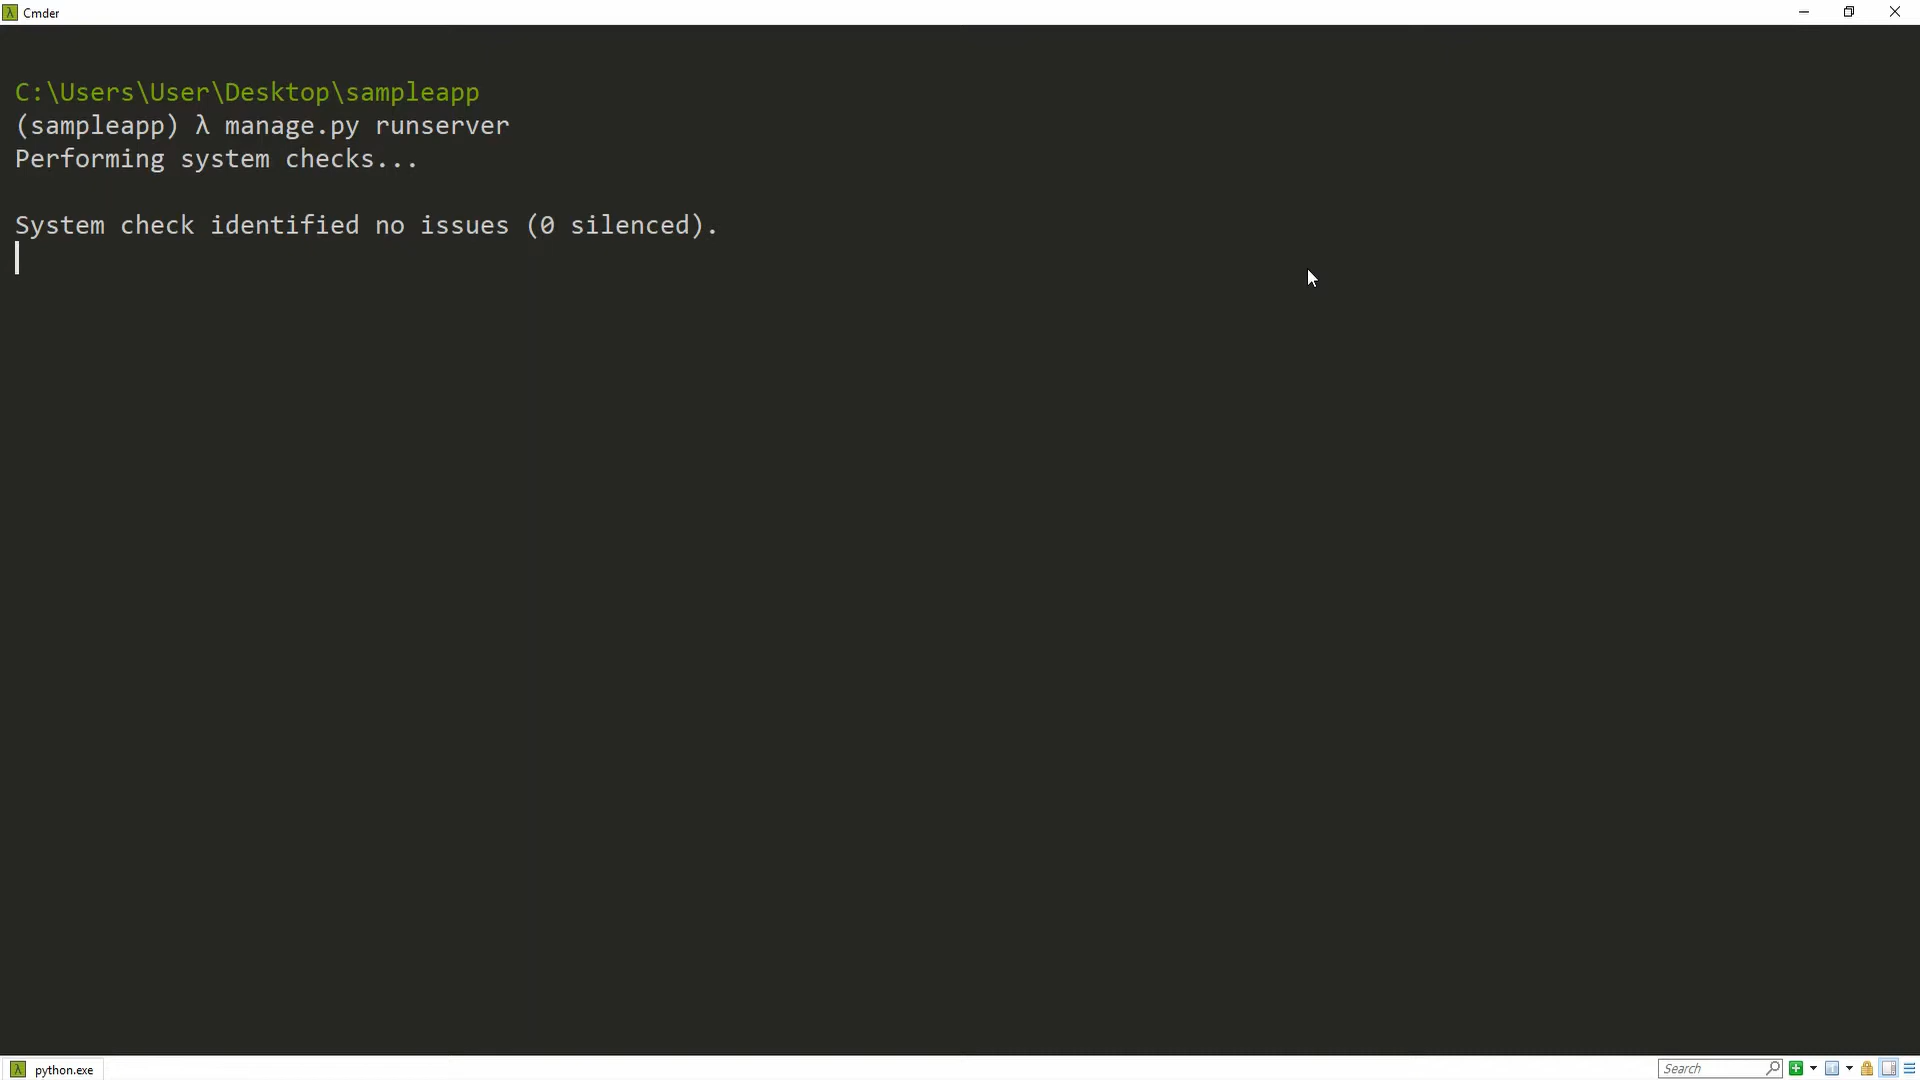 Cmder
C:\Users\User\Desktop\sampleapp
(sampleapp) λ manage.py runserver
Performing system checks...
System check identified no issues (0 silenced).
python.exe
Search